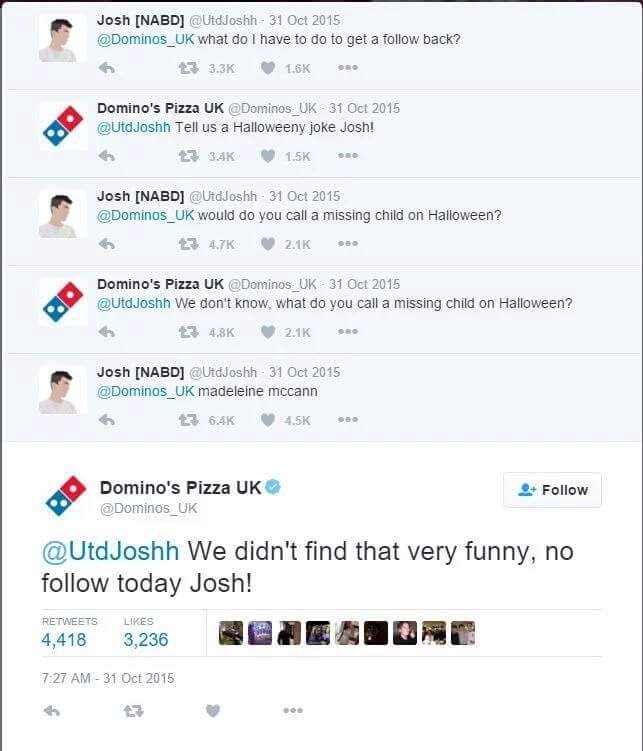 Josh [NABD] @UtdJoshh · 31 Oct 2015
@Dominos_UK what do I have to do to get a follow back?
3.3K 1.6K
Domino's Pizza UK @Dominos_UK · 31 Oct 2015
@UtdJoshh Tell us a Halloweeny joke Josh!
3.4K 1.5K
Josh [NABD] @UtdJoshh · 31 Oct 2015
@Dominos_UK would do you call a missing child on Halloween?
4.7K 2.1K
Domino's Pizza UK @Dominos_UK · 31 Oct 2015
@UtdJoshh We don't know, what do you call a missing child on Halloween?
4.8K 2.1K
Josh [NABD] @UtdJoshh · 31 Oct 2015
@Dominos_UK madeleine mccann
6.4K 4.5K
Domino's Pizza UK
@Dominos_UK
Follow
@UtdJoshh We didn't find that very funny, no
follow today Josh!
RETWEETS LIKES
4,418 3,236
7:27 AM - 31 Oct 2015